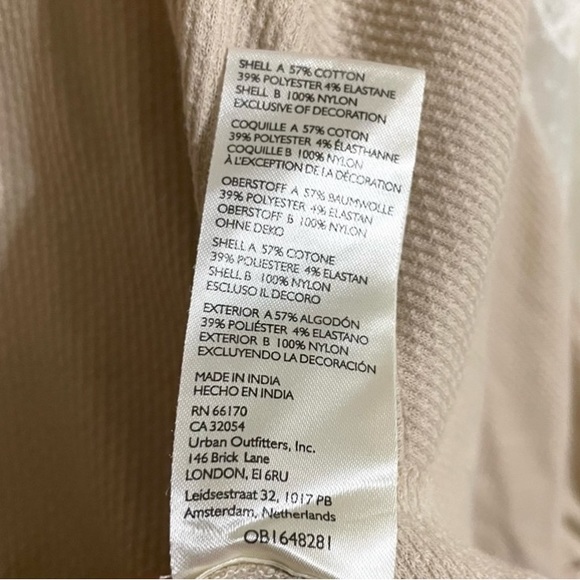 SHELL A 57% COTTON
39% POLYESTER 4% ELASTANE
SHELL B 100% NYLON
EXCLUSIVE OF DECORATION
COQUILLE A 57% COTON
39% POLYESTER 4% ÉLASTHANNE
COQUILLE B 100% NYLON
À L'EXCEPTION DE LA DÉCORATION
OBERSTOFF A 57% BAUMWOLLE
39% POLYESTER 4% ELASTAN
OBERSTOFF B 100% NYLON
OHNE DEKO
SHELL A 57% COTONE
39% POLIESTERE 4% ELASTAN
SHELL B 100% NYLON
ESCLUSO IL DECORO
EXTERIOR A 57% ALGODÓN
39% POLIÉSTER 4% ELASTANO
EXTERIOR B 100% NYLON
EXCLUYENDO LA DECORACIÓN
MADE IN INDIA
HECHO EN INDIA
RN 66170
CA 32054
Urban Outfitters, Inc.
146 Brick Lane
LONDON, E1 6RU
Leidsestraat 32, 1017 PB
Amsterdam, Netherlands
OB1648281